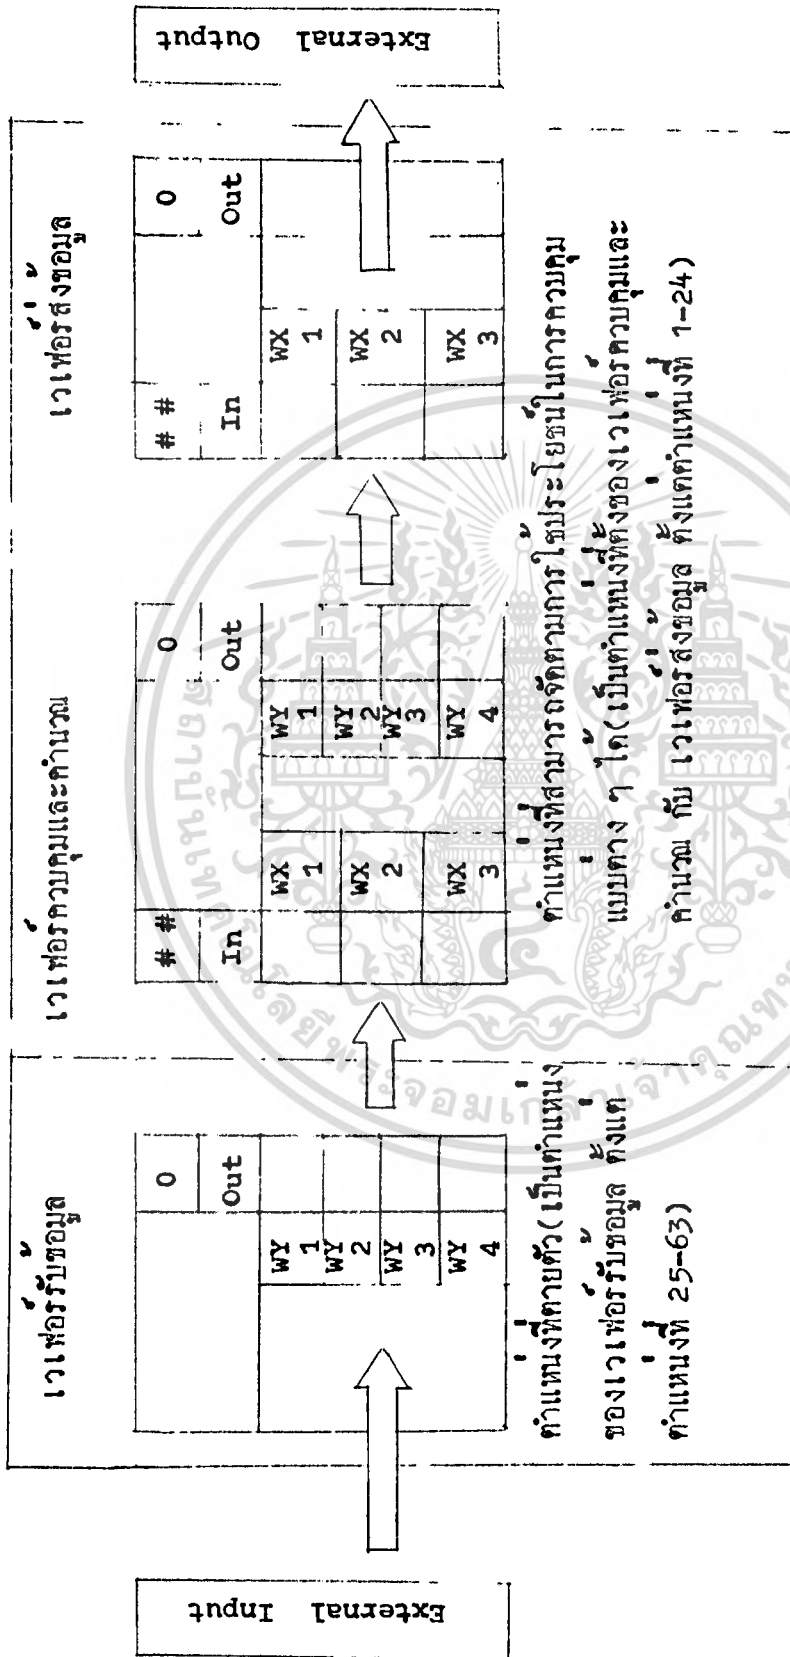 External Input
เวเฟอร์รับข้อมูล
0
Out
WY 1
WY 2
WY 3
WY 4
ตำแหน่งที่ตายตัว(เป็นตำแหน่ง
ของเวเฟอร์รับข้อมูล ตั้งแต่
ตำแหน่งที่ 25-63)
เวเฟอร์ควบคุมและคำนวณ
# #
0
In
Out
WX 1
WX 2
WX 3
WY 1
WY 2
WY 3
WY 4
เวเฟอร์ส่งข้อมูล
# #
0
In
Out
WX 1
WX 2
WX 3
ตำแหน่งที่สามารถจัดตามการใช้ประโยชน์ในการควบคุม
แบบต่าง ๆ ได้(เป็นตำแหน่งที่ตั้งของเวเฟอร์ควบคุมและ
คำนวณ กับ เวเฟอร์ส่งข้อมูล ตั้งแต่ตำแหน่งที่ 1-24)
External Output